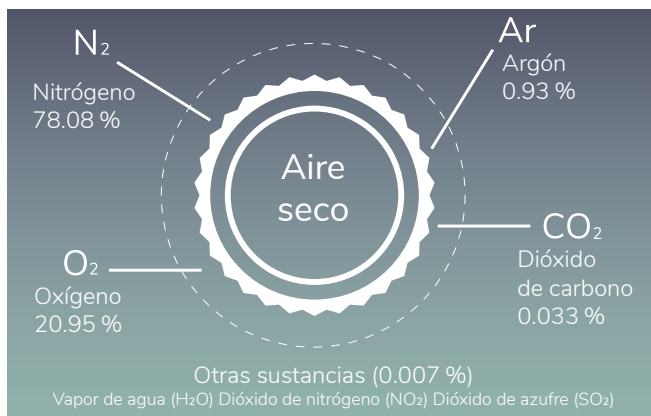 N₂
Nitrógeno
78.08 %
Ar
Argón
0.93 %
Aire
seco
O₂
Oxígeno
20.95 %
CO₂
Dióxido
de carbono
0.033 %
Otras sustancias (0.007 %)
Vapor de agua (H₂O) Dióxido de nitrógeno (NO₂) Dióxido de azufre (SO₂)